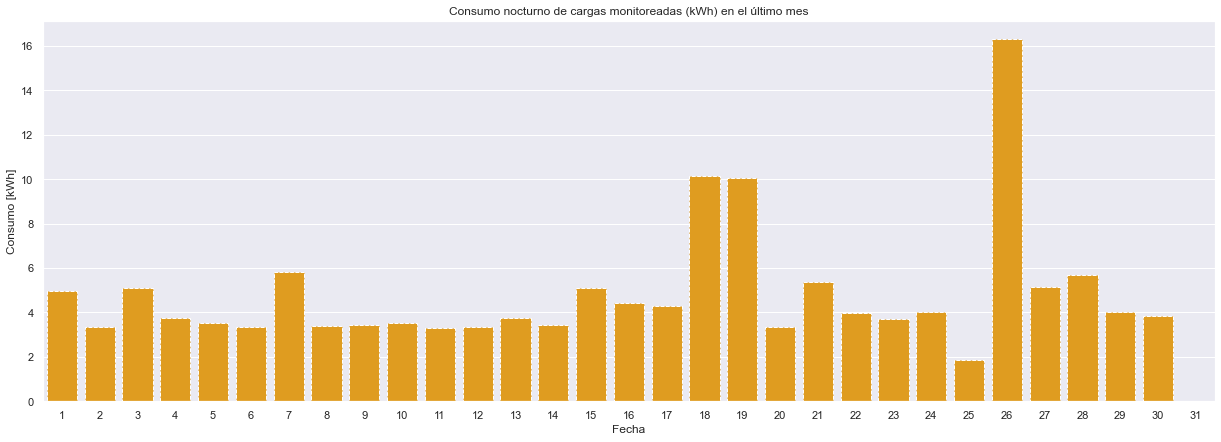 Consumo nocturno de cargas monitoreadas (kWh) en el último mes
16
14
12
10
8
6
4
2
0
Consumo [kWh]
1 2 3 4 5 6 7 8 9 10 11 12 13 14 15 16 17 18 19 20 21 22 23 24 25 26 27 28 29 30 31
Fecha